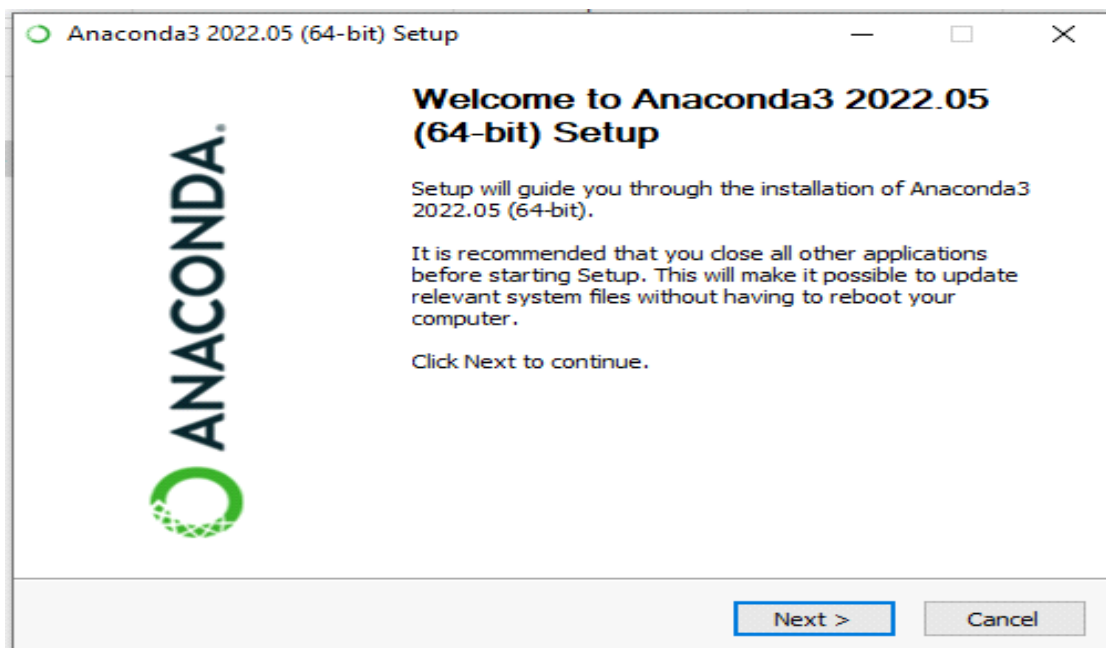 Anaconda3 2022.05 (64-bit) Setup
Welcome to Anaconda3 2022.05
(64-bit) Setup
Setup will guide you through the installation of Anaconda3
2022.05 (64-bit).
It is recommended that you close all other applications
before starting Setup. This will make it possible to update
relevant system files without having to reboot your
computer.
Click Next to continue.
ANACONDA.
Next >
Cancel